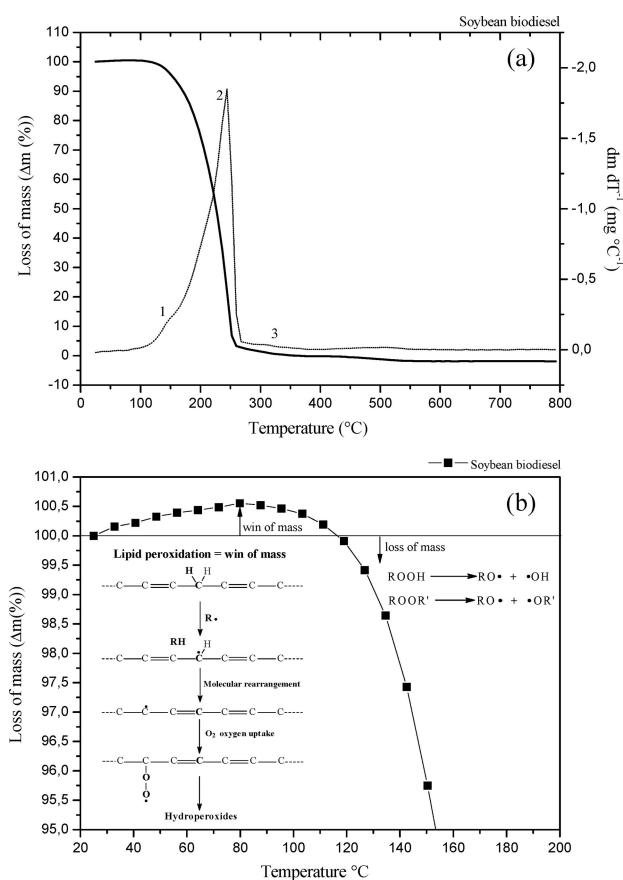 Soybean biodiesel
(a)
110
100
90
80
70
60
50
40
30
20
10
0
-10
Loss of mass (Δm (%))
-2,0
-1,5
-1,0
-0,5
0,0
dm dT⁻¹ (mg °C⁻¹)
1
2
3
0 100 200 300 400 500 600 700 800
Temperature (°C)
Soybean biodiesel
(b)
101,0
100,5
100,0
99,5
99,0
98,5
98,0
97,5
97,0
96,5
96,0
95,5
95,0
Loss of mass (Δm(%))
win of mass
loss of mass
Lipid peroxidation = win of mass
ROOH RO• + •OH
ROOR' RO• + •OR'
H H
C C C C C C C
R•
RH H
C C C C C C C
Molecular rearrangement
C C C C C C C
O₂ oxygen uptake
C C C C C C C
O
O
Hydroperoxides
20 40 60 80 100 120 140 160 180 200
Temperature °C